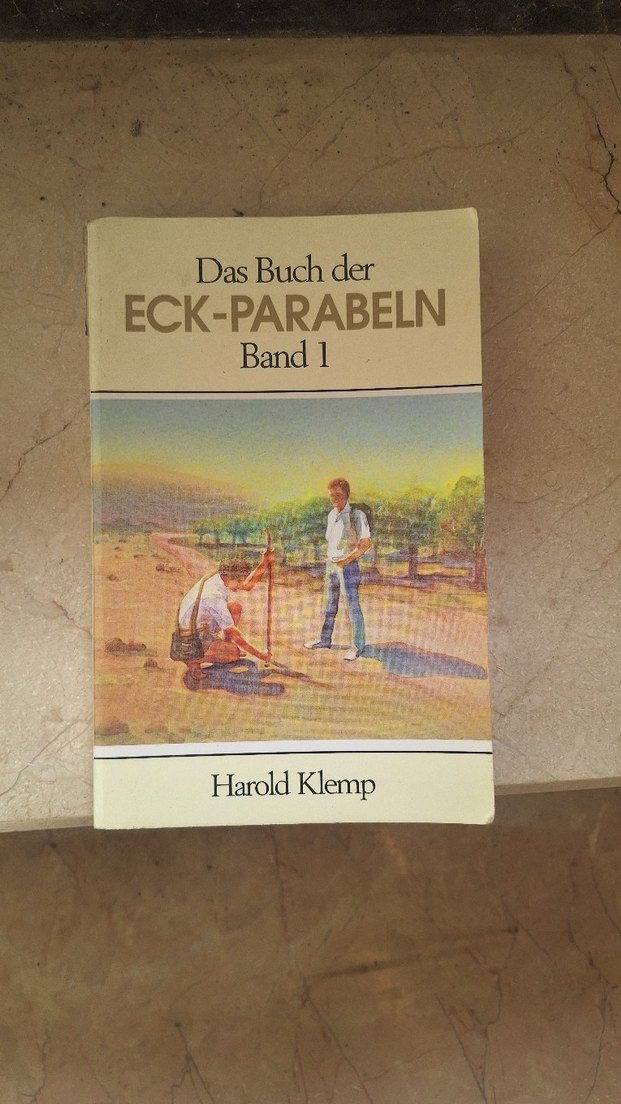 Das Buch der
ECK-PARABELN
Band 1
Harold Klemp